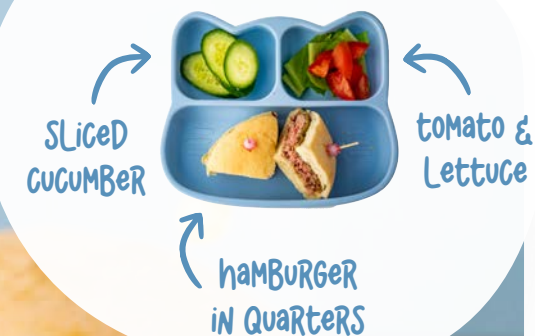 SLICED
CUCUMBER
tomato &
Lettuce
hamburger
in quarters